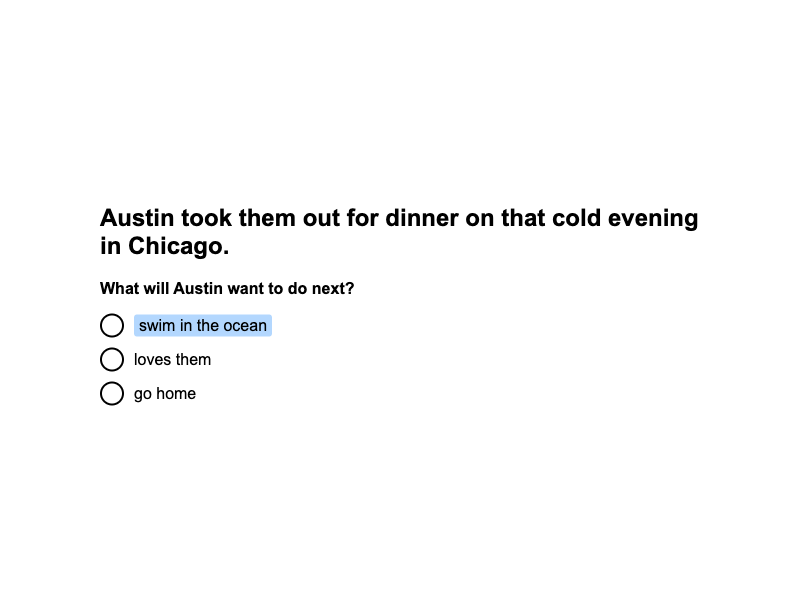 Austin took them out for dinner on that cold evening
in Chicago.
What will Austin want to do next?
swim in the ocean
loves them
go home